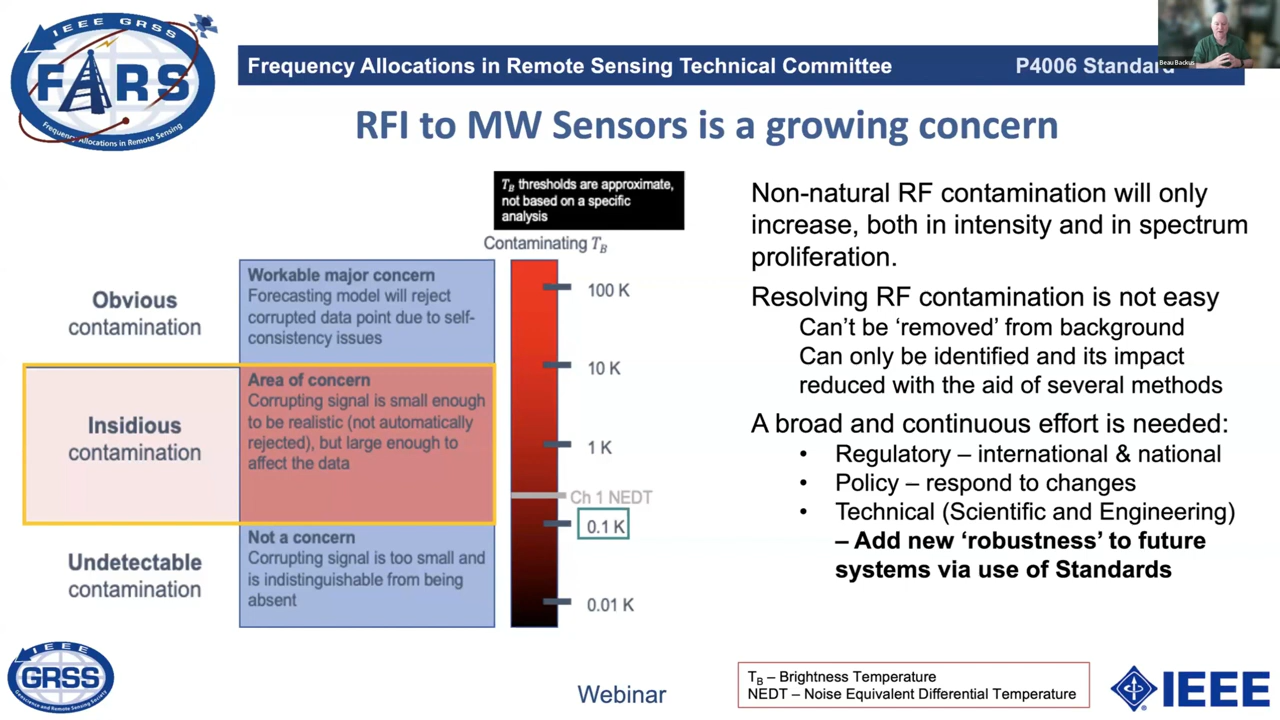 IEEE GRSS
FARS
Frequency Allocations in Remote Sensing
Frequency Allocations in Remote Sensing Technical Committee
P4006 Standard
Beau Backus
RFI to MW Sensors is a growing concern
T_B thresholds are approximate,
not based on a specific
analysis
Contaminating T_B
Obvious
contamination
Workable major concern
Forecasting model will reject
corrupted data point due to self-
consistency issues
Insidious
contamination
Area of concern
Corrupting signal is small enough
to be realistic (not automatically
rejected), but large enough to
affect the data
Undetectable
contamination
Not a concern
Corrupting signal is too small and
is indistinguishable from being
absent
100 K
10 K
1 K
Ch 1 NEDT
0.1 K
0.01 K
Non-natural RF contamination will only
increase, both in intensity and in spectrum
proliferation.
Resolving RF contamination is not easy
Can’t be ‘removed’ from background
Can only be identified and its impact
reduced with the aid of several methods
A broad and continuous effort is needed:
• Regulatory – international & national
• Policy – respond to changes
• Technical (Scientific and Engineering)
– Add new ‘robustness’ to future
systems via use of Standards
IEEE
GRSS
Geoscience and Remote Sensing Society
Webinar
T_B – Brightness Temperature
NEDT – Noise Equivalent Differential Temperature
IEEE